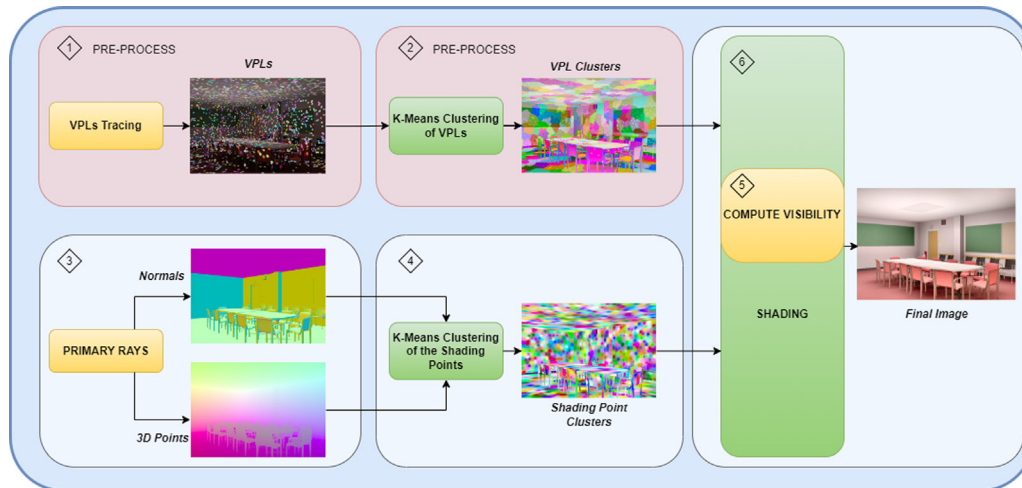 1
PRE-PROCESS
VPLs
VPLs Tracing
2
PRE-PROCESS
VPL Clusters
K-Means Clustering
of VPLs
3
Normals
PRIMARY RAYS
3D Points
4
K-Means Clustering
of the Shading
Points
Shading Point
Clusters
6
5
COMPUTE VISIBILITY
SHADING
Final Image